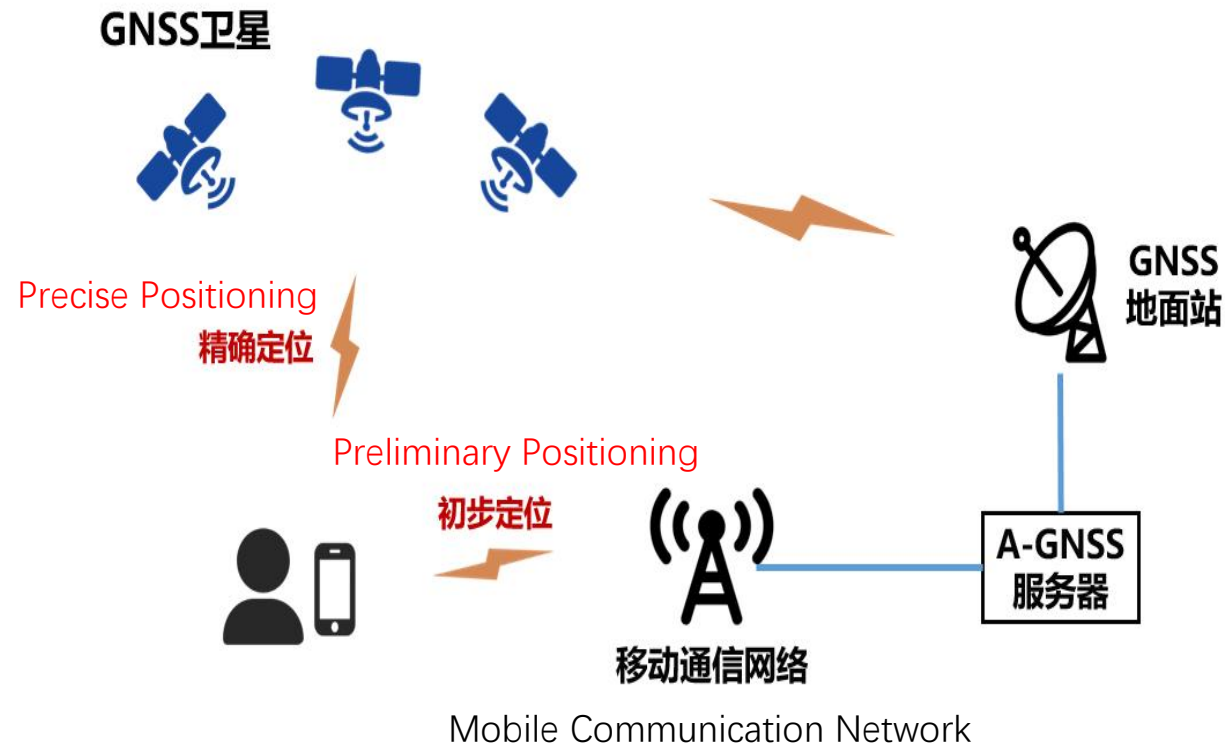 GNSS卫星
GNSS
地面站
Precise Positioning
精确定位
Preliminary Positioning
初步定位
A-GNSS
服务器
移动通信网络
Mobile Communication Network